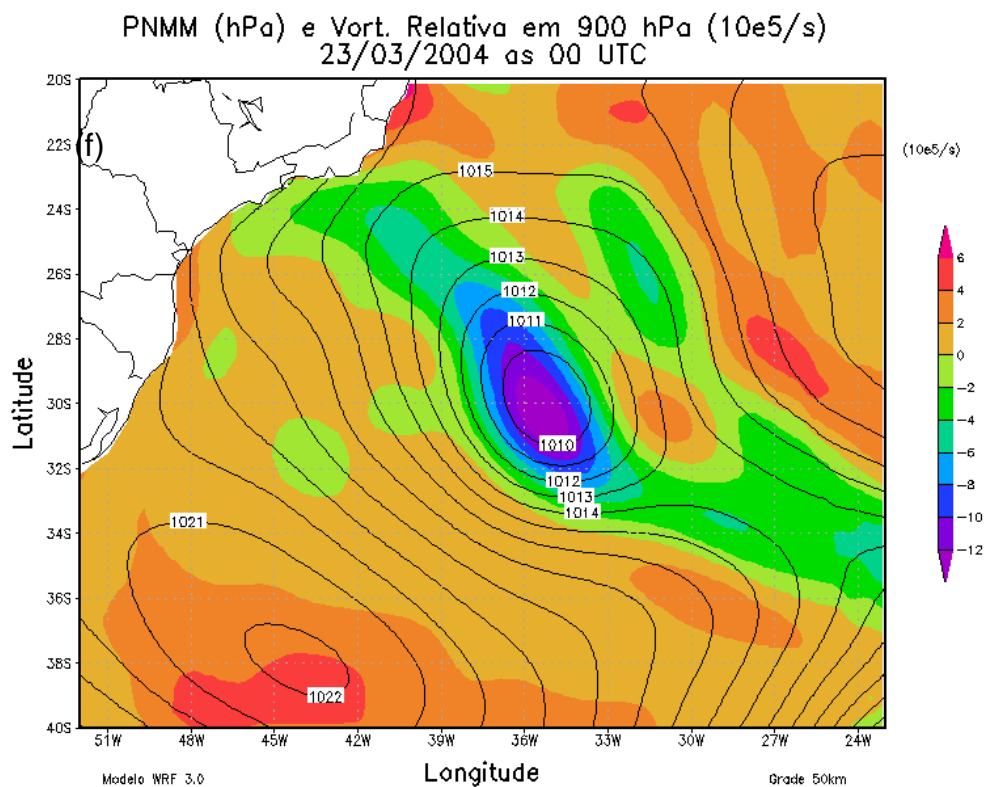 PNMM (hPa) e Vort. Relativa em 900 hPa (10e5/s)
23/03/2004 as 00 UTC
(f)
(10e5/s)
20S
22S
24S
26S
28S
30S
32S
34S
36S
38S
40S
Latitude
1015
1014
1013
1012
1011
1010
1012
1013
1014
1021
1022
6
4
2
0
−2
−4
−6
−8
−10
−12
51W 48W 45W 42W 39W 36W 33W 30W 27W 24W
Longitude
Modelo WRF 3.0
Grade 50km